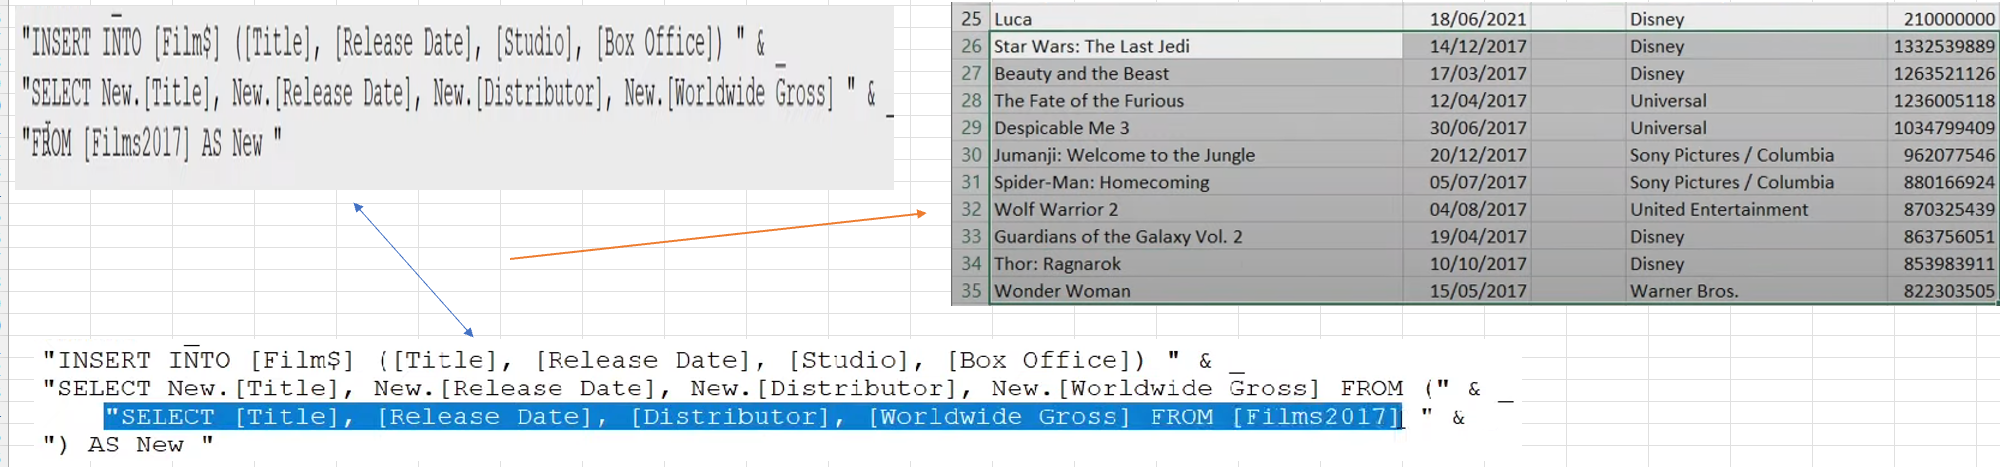 "INSERT INTO [Film$] ([Title], [Release Date], [Studio], [Box Office]) " & _
"SELECT New.[Title], New.[Release Date], New.[Distributor], New.[Worldwide Gross] " & _
"FROM [Films2017] AS New "
25 Luca 18/06/2021 Disney 210000000
26 Star Wars: The Last Jedi 14/12/2017 Disney 1332539889
27 Beauty and the Beast 17/03/2017 Disney 1263521126
28 The Fate of the Furious 12/04/2017 Universal 1236005118
29 Despicable Me 3 30/06/2017 Universal 1034799409
30 Jumanji: Welcome to the Jungle 20/12/2017 Sony Pictures / Columbia 962077546
31 Spider-Man: Homecoming 05/07/2017 Sony Pictures / Columbia 880166924
32 Wolf Warrior 2 04/08/2017 United Entertainment 870325439
33 Guardians of the Galaxy Vol. 2 19/04/2017 Disney 863756051
34 Thor: Ragnarok 10/10/2017 Disney 853983911
35 Wonder Woman 15/05/2017 Warner Bros. 822303505
"INSERT INTO [Film$] ([Title], [Release Date], [Studio], [Box Office]) " & _
"SELECT New.[Title], New.[Release Date], New.[Distributor], New.[Worldwide Gross] FROM (" & _
"SELECT [Title], [Release Date], [Distributor], [Worldwide Gross] FROM [Films2017] " &
") AS New "